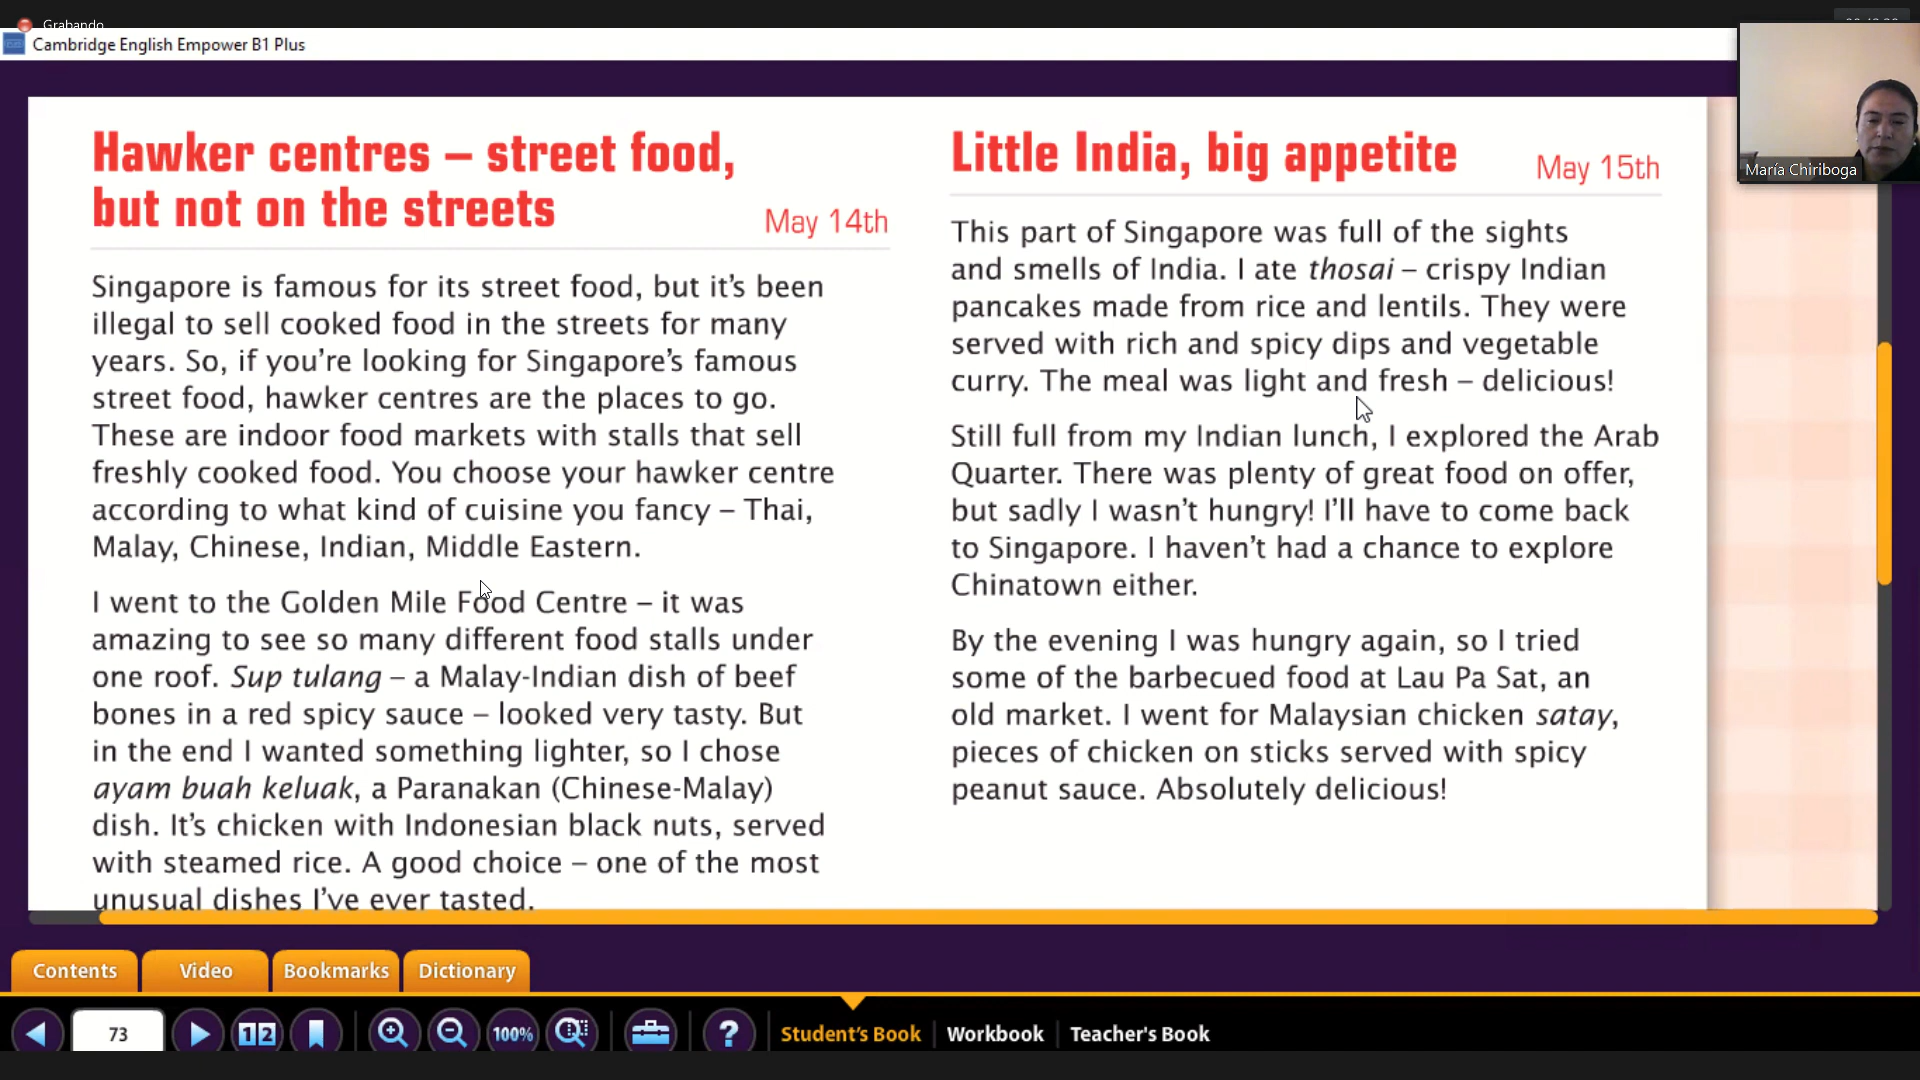 Grabando
Cambridge English Empower B1 Plus
María Chiriboga
Hawker centres – street food,
but not on the streets
May 14th
Singapore is famous for its street food, but it's been
illegal to sell cooked food in the streets for many
years. So, if you're looking for Singapore's famous
street food, hawker centres are the places to go.
These are indoor food markets with stalls that sell
freshly cooked food. You choose your hawker centre
according to what kind of cuisine you fancy – Thai,
Malay, Chinese, Indian, Middle Eastern.
I went to the Golden Mile Food Centre – it was
amazing to see so many different food stalls under
one roof. Sup tulang – a Malay-Indian dish of beef
bones in a red spicy sauce – looked very tasty. But
in the end I wanted something lighter, so I chose
ayam buah keluak, a Paranakan (Chinese-Malay)
dish. It's chicken with Indonesian black nuts, served
with steamed rice. A good choice – one of the most
unusual dishes I've ever tasted.
Little India, big appetite
May 15th
This part of Singapore was full of the sights
and smells of India. I ate thosai – crispy Indian
pancakes made from rice and lentils. They were
served with rich and spicy dips and vegetable
curry. The meal was light and fresh – delicious!
Still full from my Indian lunch, I explored the Arab
Quarter. There was plenty of great food on offer,
but sadly I wasn't hungry! I'll have to come back
to Singapore. I haven't had a chance to explore
Chinatown either.
By the evening I was hungry again, so I tried
some of the barbecued food at Lau Pa Sat, an
old market. I went for Malaysian chicken satay,
pieces of chicken on sticks served with spicy
peanut sauce. Absolutely delicious!
Contents Video Bookmarks Dictionary
73 12 100% ? Student's Book Workbook Teacher's Book